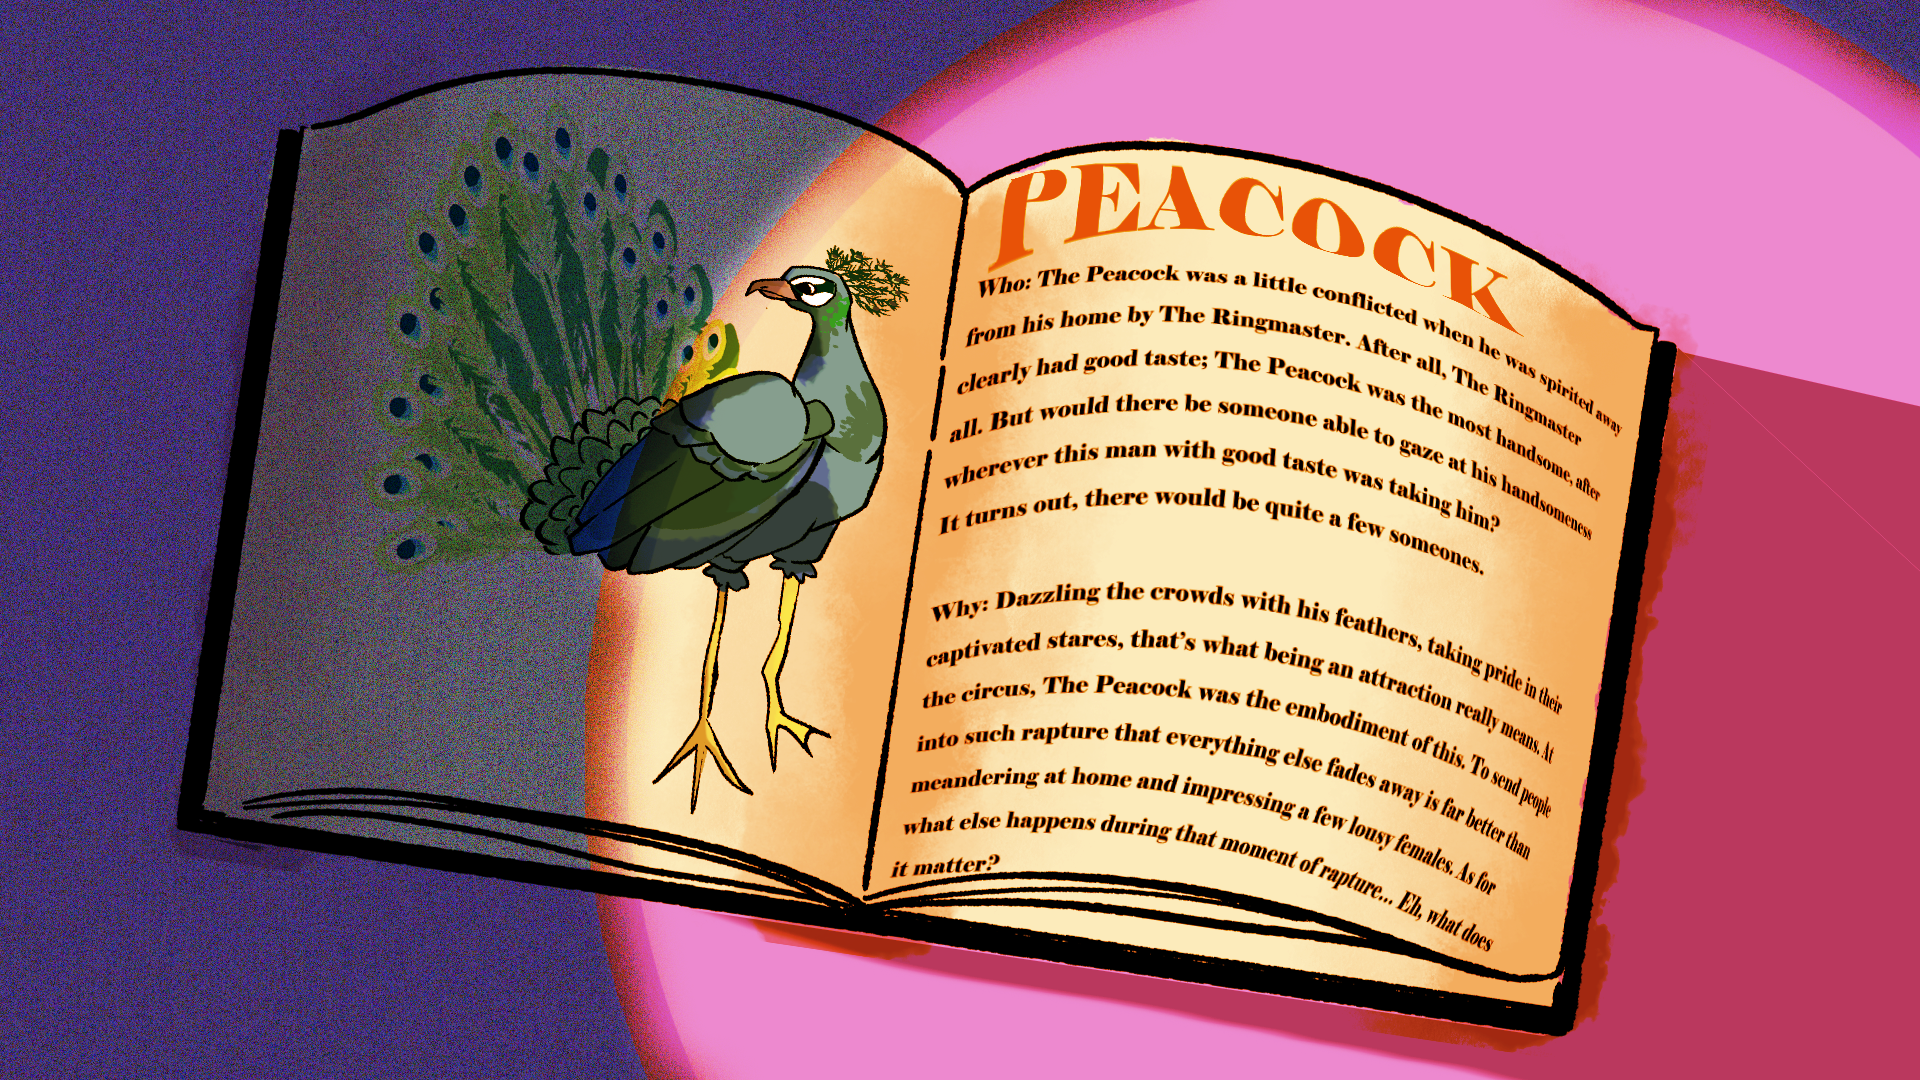 PEACOCK
Who: The Peacock was a little conflicted when he was spirited away
from his home by The Ringmaster. After all, The Ringmaster
clearly had good taste; The Peacock was the most handsome, after
all. But would there be someone able to gaze at his handsomeness
wherever this man with good taste was taking him?
It turns out, there would be quite a few someones.
Why: Dazzling the crowds with his feathers, taking pride in their
captivated stares, that’s what being an attraction really means. At
the circus, The Peacock was the embodiment of this. To send people
into such rapture that everything else fades away is far better than
meandering at home and impressing a few lousy females. As for
what else happens during that moment of rapture... Eh, what does
it matter?